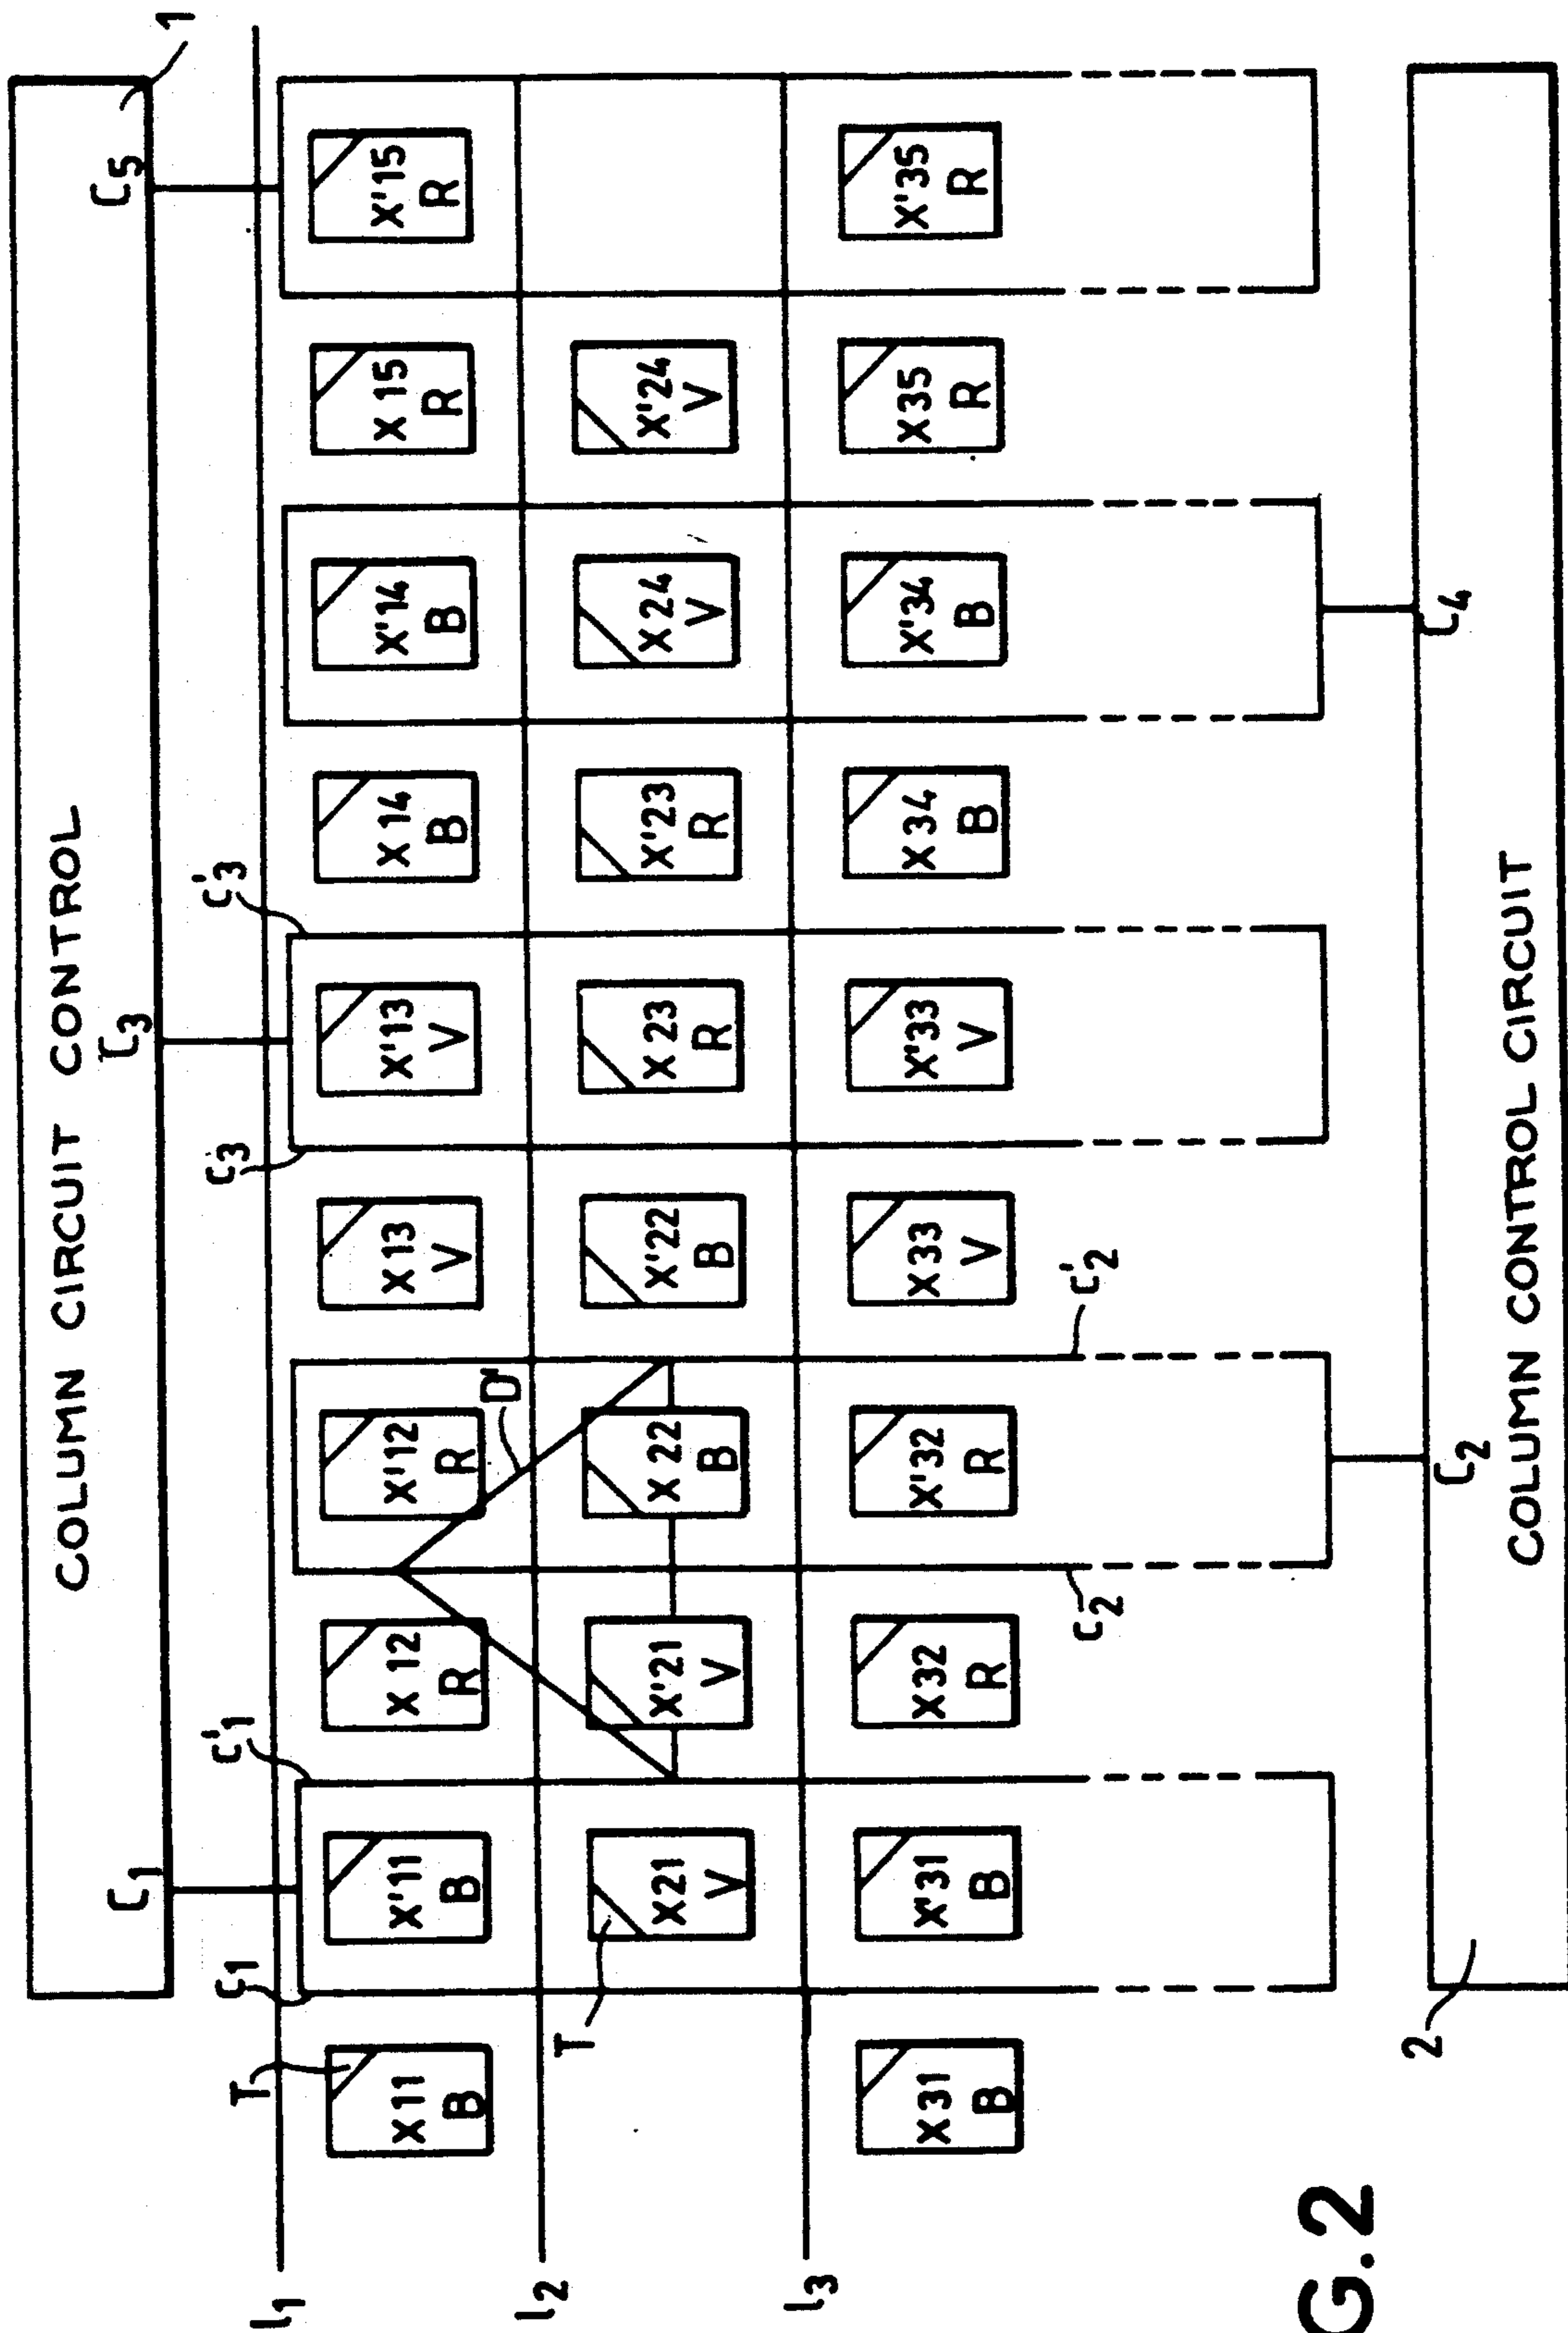 COLUMN CIRCUIT CONTROL
C1 C3 C5 1
T c1 c'1 c3 c'3
l1
X11 X'11 X12 X'12 X13 X'13 X14 X'14 X15 X'15
B B R R V V B B R R
D'
l2
T
X21 X'21 X22 X'22 X23 X'23 X24 X'24
V V B B R R V V
l3
X31 X'31 X32 X'32 X33 X'33 X34 X'34 X35 X'35
B B R R V V B B R R
c2 c'2
G.2
2 C2 C4
COLUMN CONTROL CIRCUIT